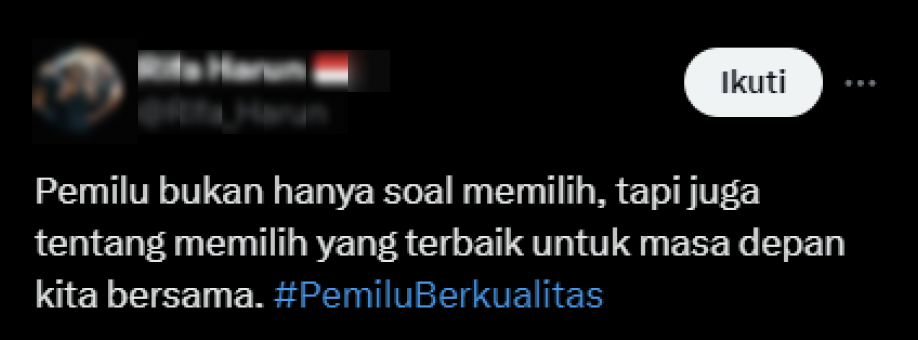 Ikuti
Pemilu bukan hanya soal memilih, tapi juga
tentang memilih yang terbaik untuk masa depan
kita bersama. #PemiluBerkualitas